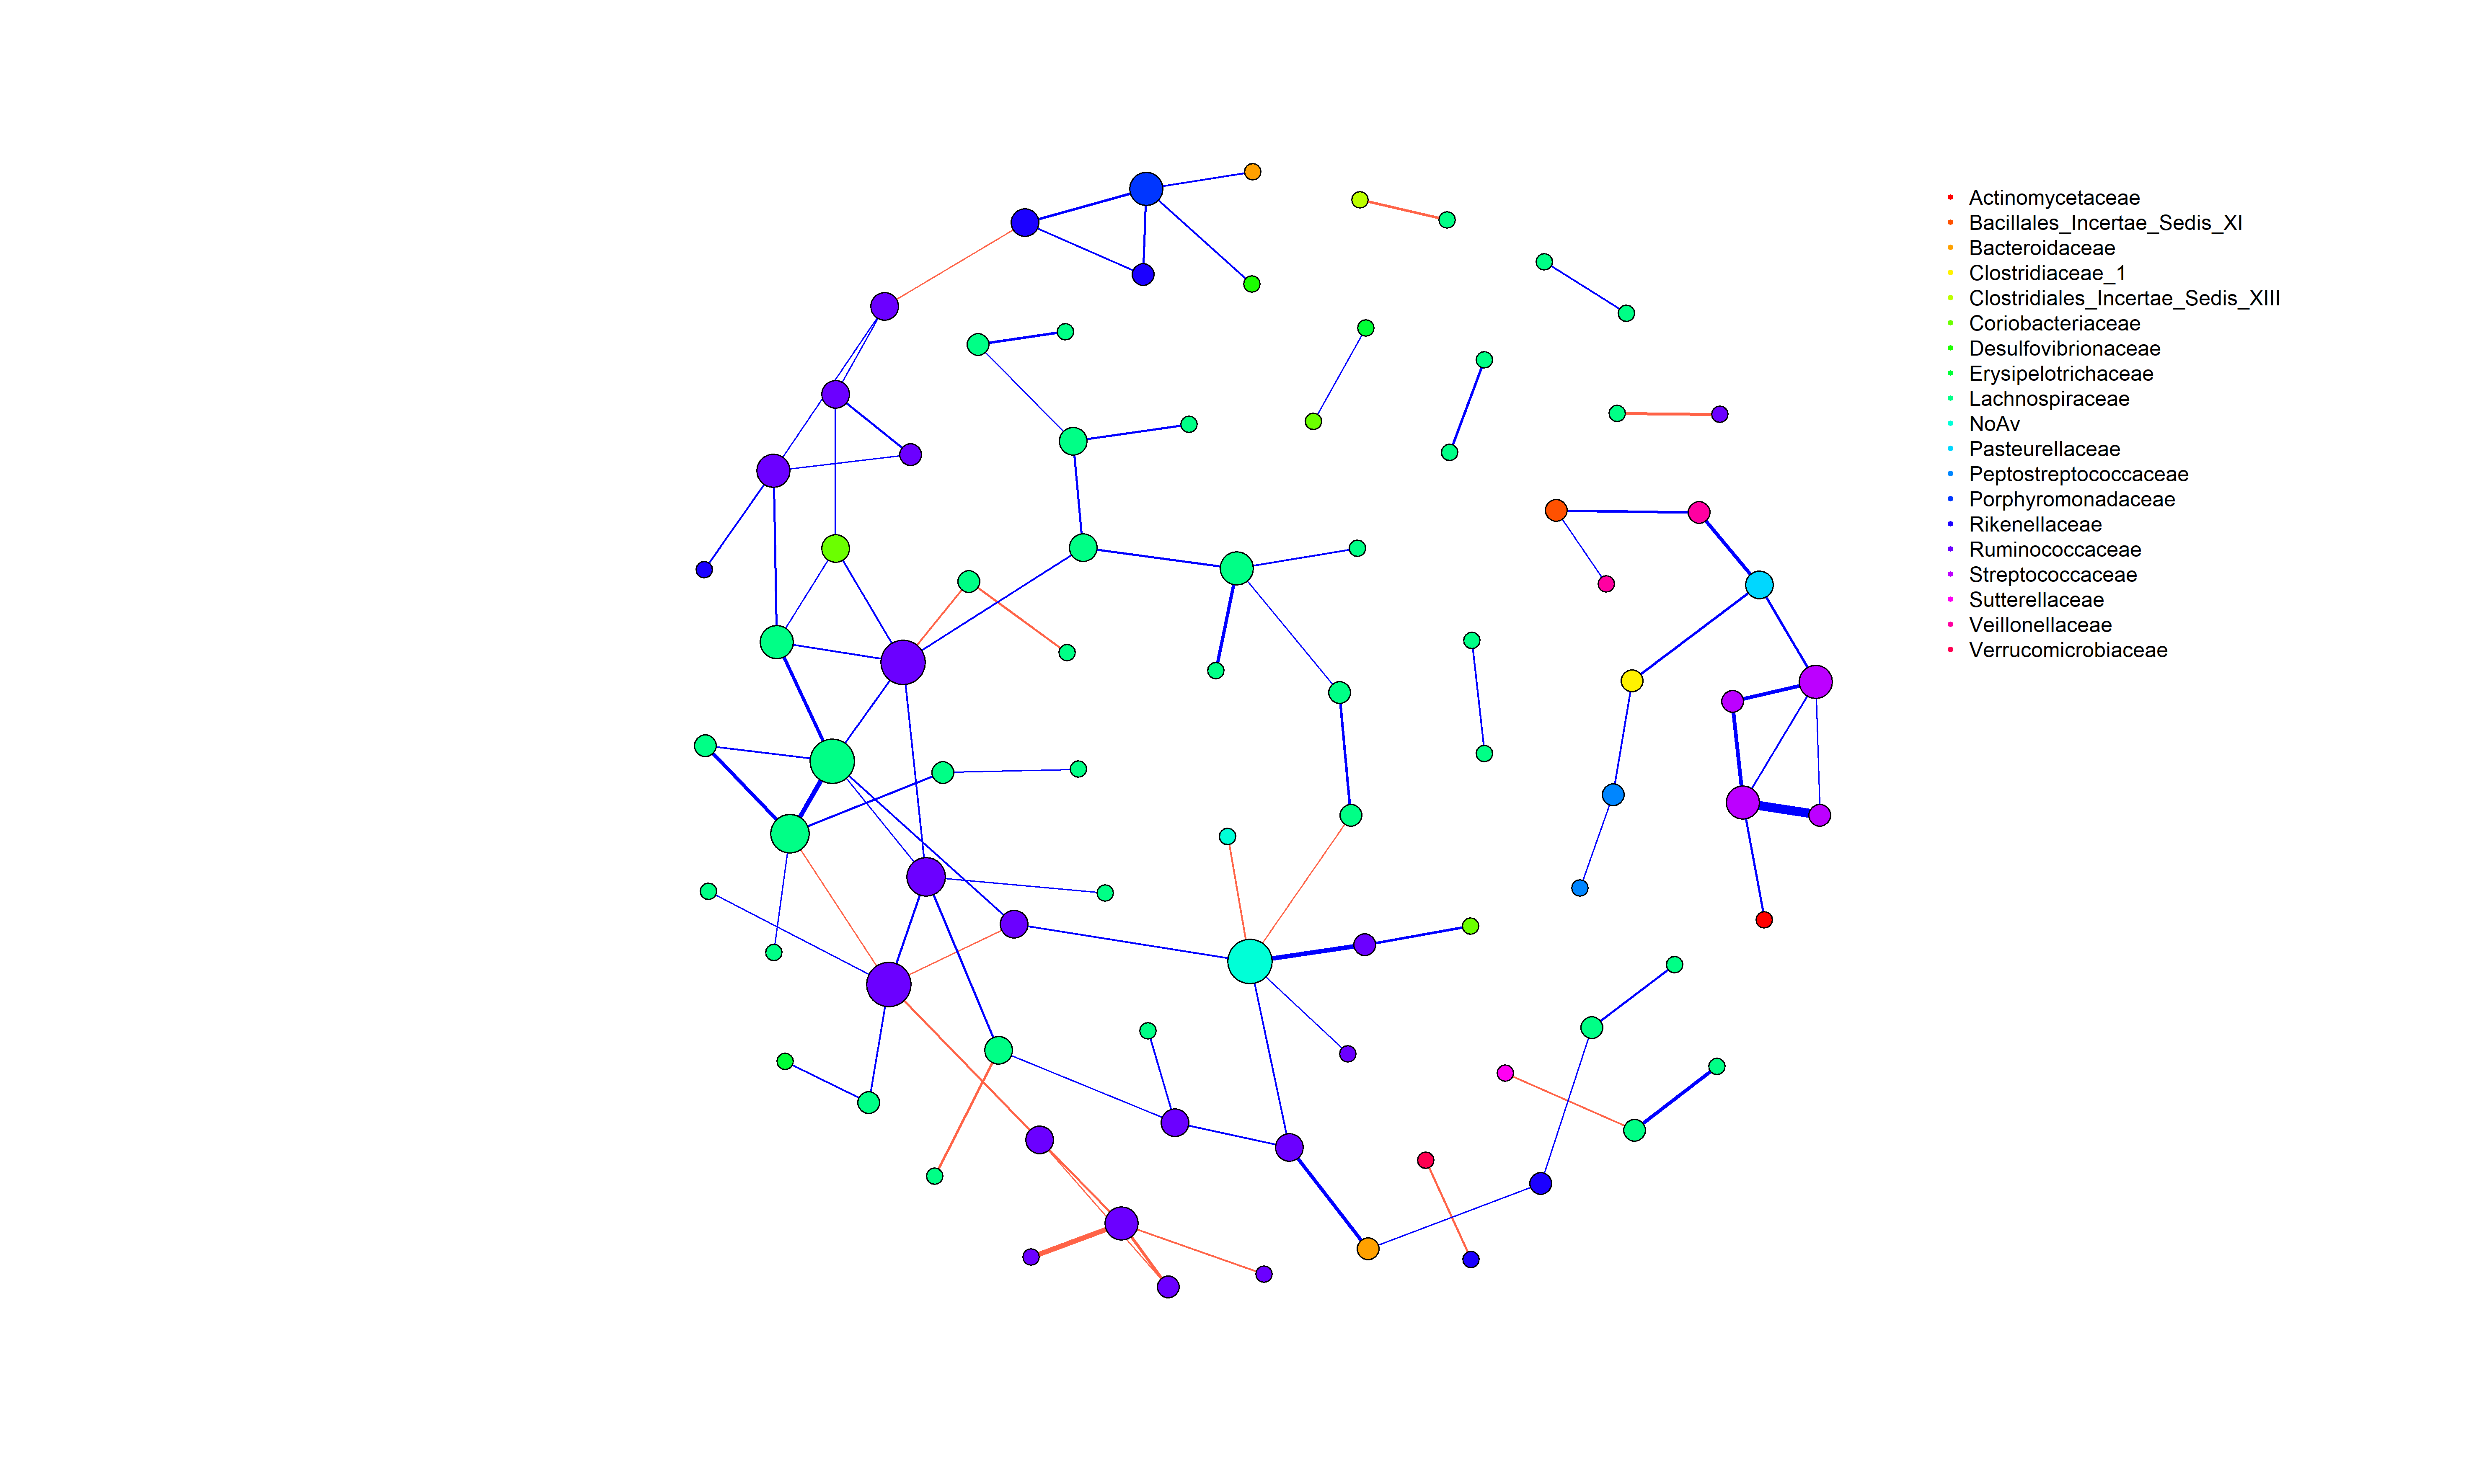 Actinomycetaceae
Bacillales_Incertae_Sedis_XI
Bacteroidaceae
Clostridiaceae_1
Clostridiales_Incertae_Sedis_XIII
Coriobacteriaceae
Desulfovibrionaceae
Erysipelotrichaceae
Lachnospiraceae
NoAv
Pasteurellaceae
Peptostreptococcaceae
Porphyromonadaceae
Rikenellaceae
Ruminococcaceae
Streptococcaceae
Sutterellaceae
Veillonellaceae
Verrucomicrobiaceae